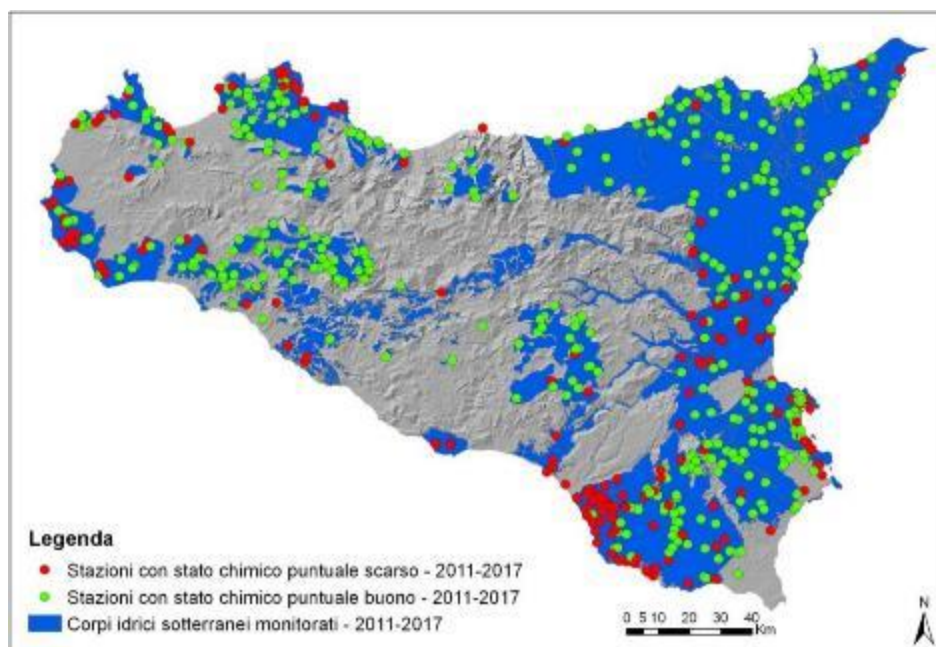 Legenda
Stazioni con stato chimico puntuale scarso - 2011-2017
Stazioni con stato chimico puntuale buono - 2011-2017
Corpi idrici sotterranei monitorati - 2011-2017
0 5 10 20 30 40
Km
N